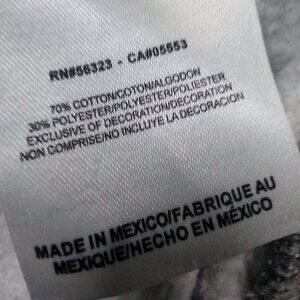 RN#56323 - CA#05553
70% COTTON/COTON/ALGODON
30% POLYESTER/POLYESTER/POLIESTER
EXCLUSIVE OF DECORATION/DECORATION
NON COMPRISE/NO INCLUYE LA DECORACION
MADE IN MEXICO/FABRIQUE AU
MEXIQUE/HECHO EN MÉXICO